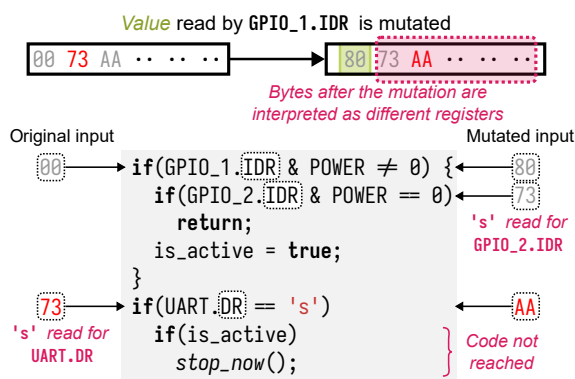 Value read by GPIO_1.IDR is mutated
00 73 AA ·· ·· ·· 80 73 AA ·· ·· ··
Bytes after the mutation are
interpreted as different registers
Original input Mutated input
00 if(GPIO_1.IDR & POWER ≠ 0) { 80
if(GPIO_2.IDR & POWER == 0) 73
return; 's' read for
is_active = true; GPIO_2.IDR
}
73 if(UART.DR == 's') AA
's' read for if(is_active) Code not
UART.DR stop_now(); reached